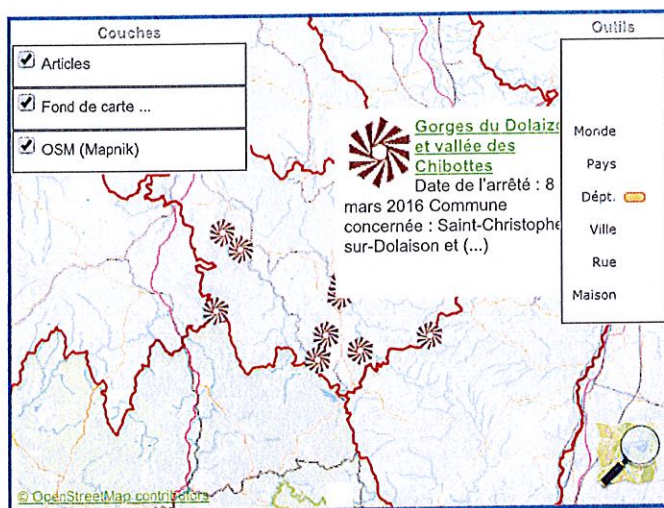 Couches
Articles
Fond de carte ...
OSM (Mapnik)
Gorges du Dolaizo
et vallée des
Chibottes
Date de l'arrêté : 8
mars 2016 Commune
concernée : Saint-Christophe
sur-Dolaison et (...)
Outils
Monde
Pays
Dépt.
Ville
Rue
Maison
© OpenStreetMap contributors